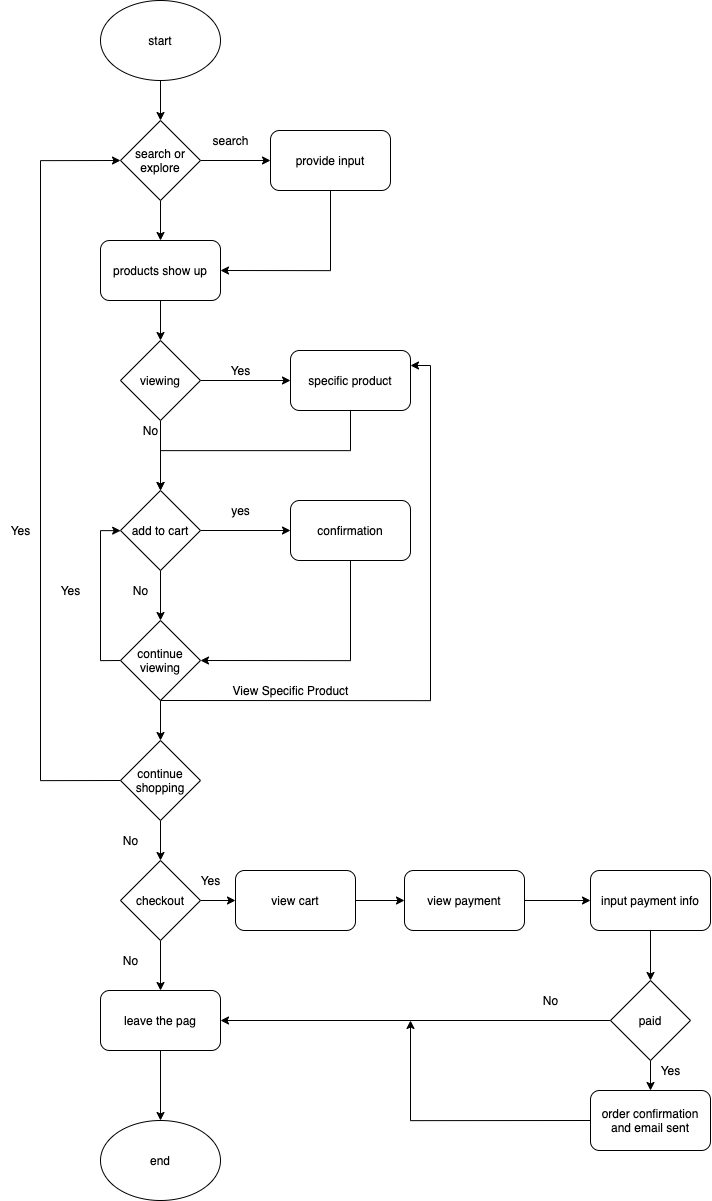 start
search or
explore
search
provide input
products show up
viewing
Yes
specific product
No
add to cart
yes
confirmation
Yes
Yes
No
continue
viewing
View Specific Product
continue
shopping
No
checkout
Yes
view cart
view payment
input payment info
No
leave the pag
No
paid
Yes
order confirmation
and email sent
end